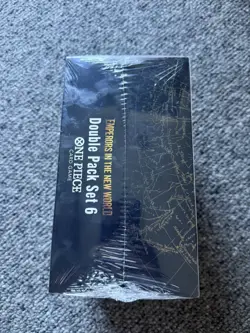 EMPERORS IN THE NEW WORLD
Double Pack Set 6
ONE PIECE
CARD GAME